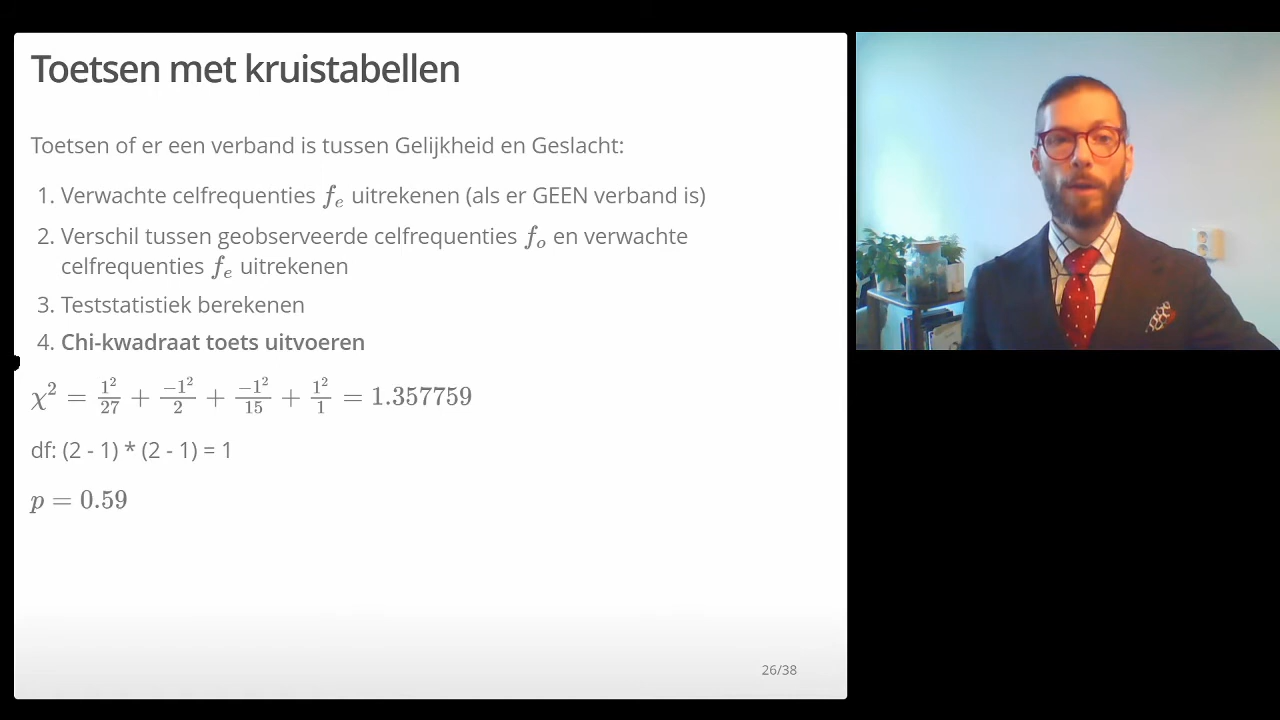 Toetsen met kruistabellen
Toetsen of er een verband is tussen Gelijkheid en Geslacht:
1. Verwachte celfrequenties f_e uitrekenen (als er GEEN verband is)
2. Verschil tussen geobserveerde celfrequenties f_o en verwachte
celfrequenties f_e uitrekenen
3. Teststatistiek berekenen
4. Chi-kwadraat toets uitvoeren
χ² = 1²/27 + −1²/2 + −1²/15 + 1²/1 = 1.357759
df: (2 - 1) * (2 - 1) = 1
p = 0.59
26/38